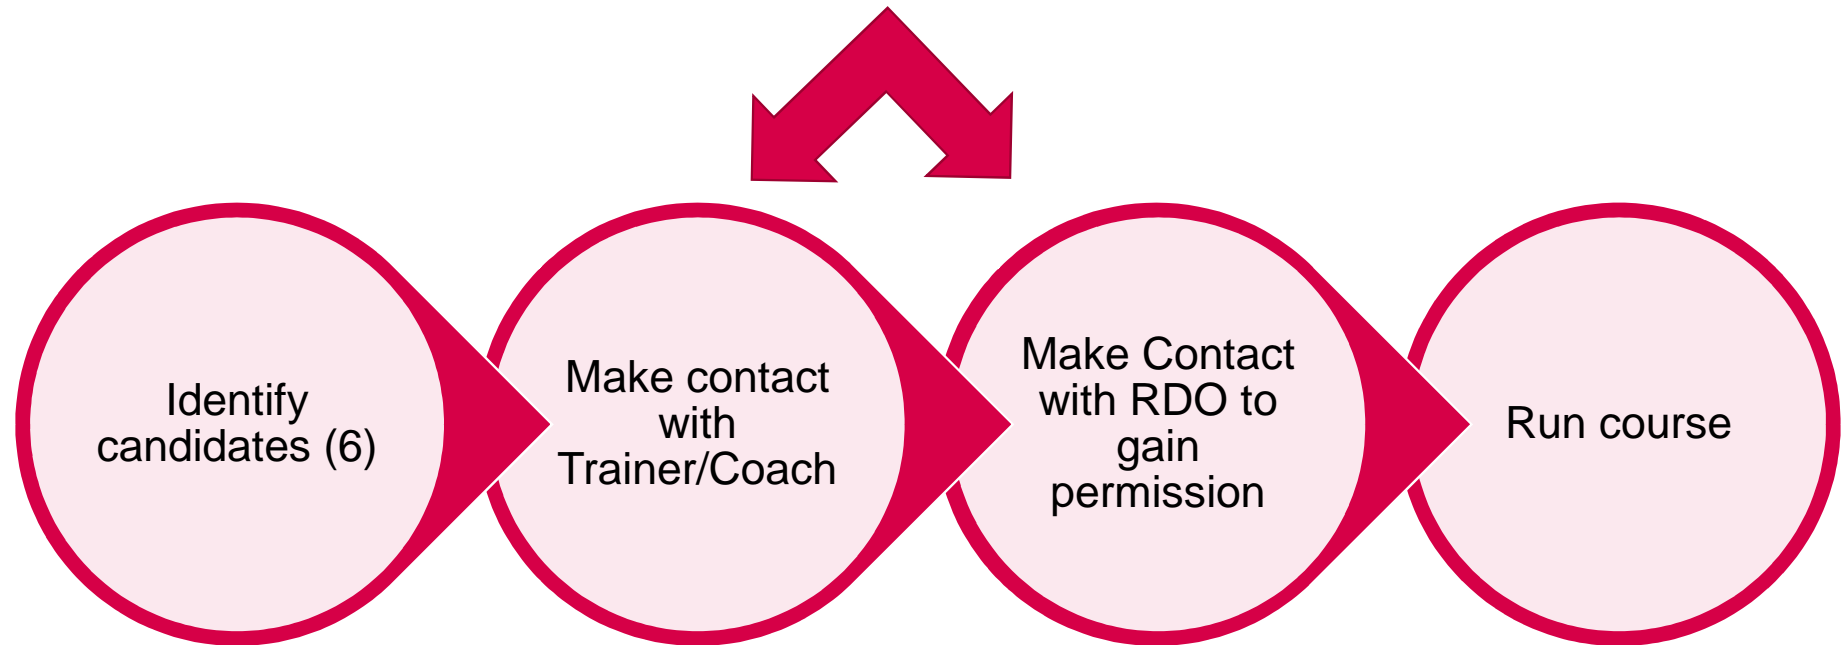 Identify
candidates (6)
Make contact
with
Trainer/Coach
Make Contact
with RDO to
gain
permission
Run course